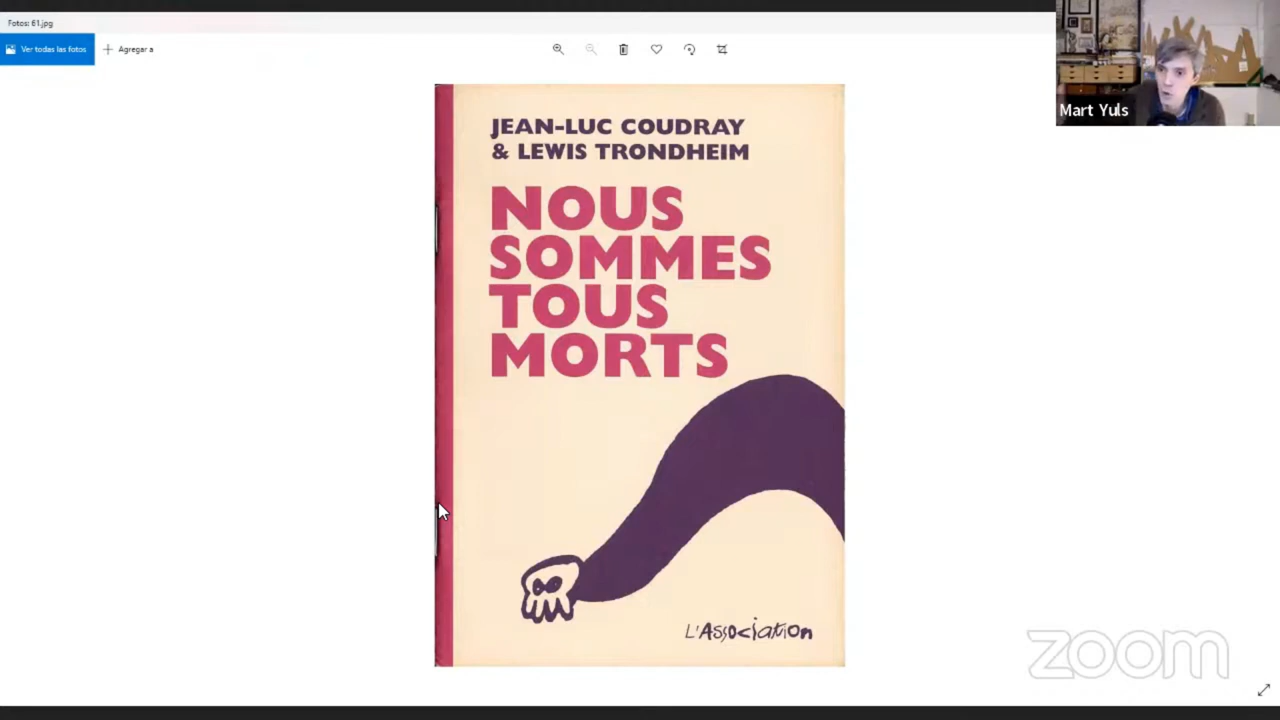 Fotos: 61.jpg
Ver todas las fotos
Agregar a
Mart Yuls
JEAN-LUC COUDRAY
& LEWIS TRONDHEIM
NOUS
SOMMES
TOUS
MORTS
L'Association
zoom